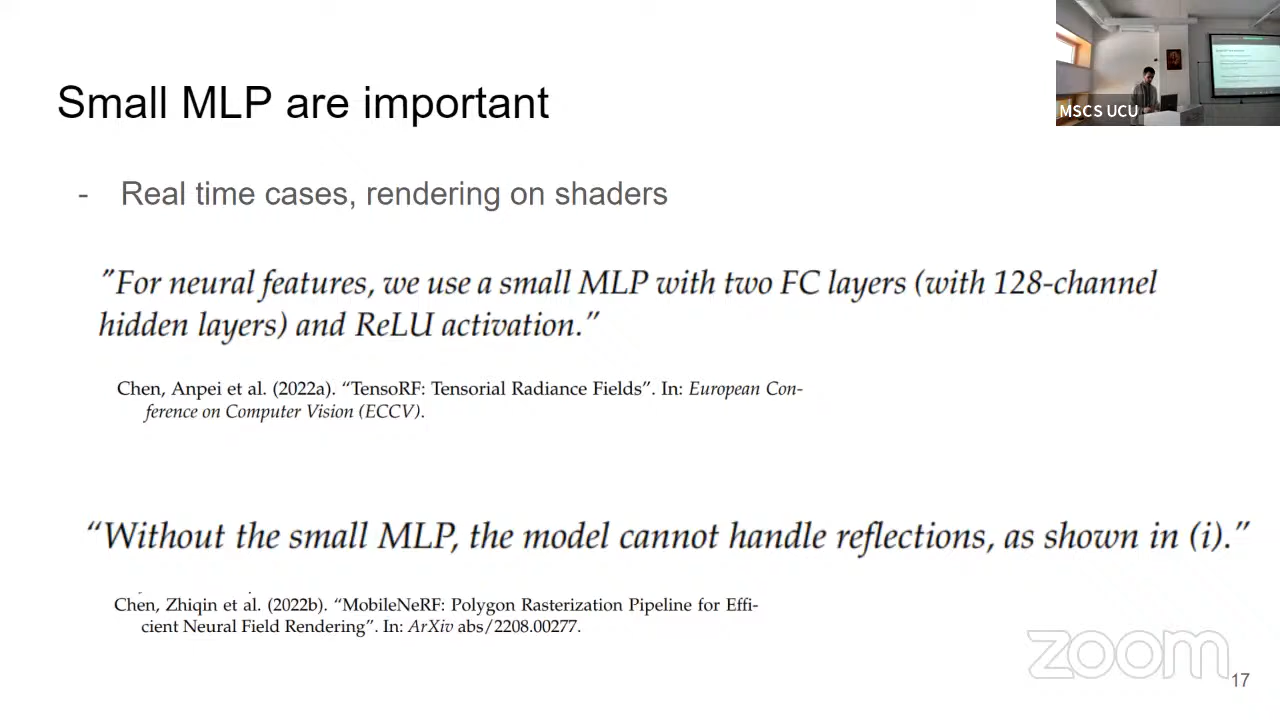 Small MLP are important
MSCS UCU
- Real time cases, rendering on shaders
"For neural features, we use a small MLP with two FC layers (with 128-channel
hidden layers) and ReLU activation."
Chen, Anpei et al. (2022a). “TensoRF: Tensorial Radiance Fields”. In: European Con-
ference on Computer Vision (ECCV).
“Without the small MLP, the model cannot handle reflections, as shown in (i).”
Chen, Zhiqin et al. (2022b). “MobileNeRF: Polygon Rasterization Pipeline for Effi-
cient Neural Field Rendering”. In: ArXiv abs/2208.00277.
zoom
17